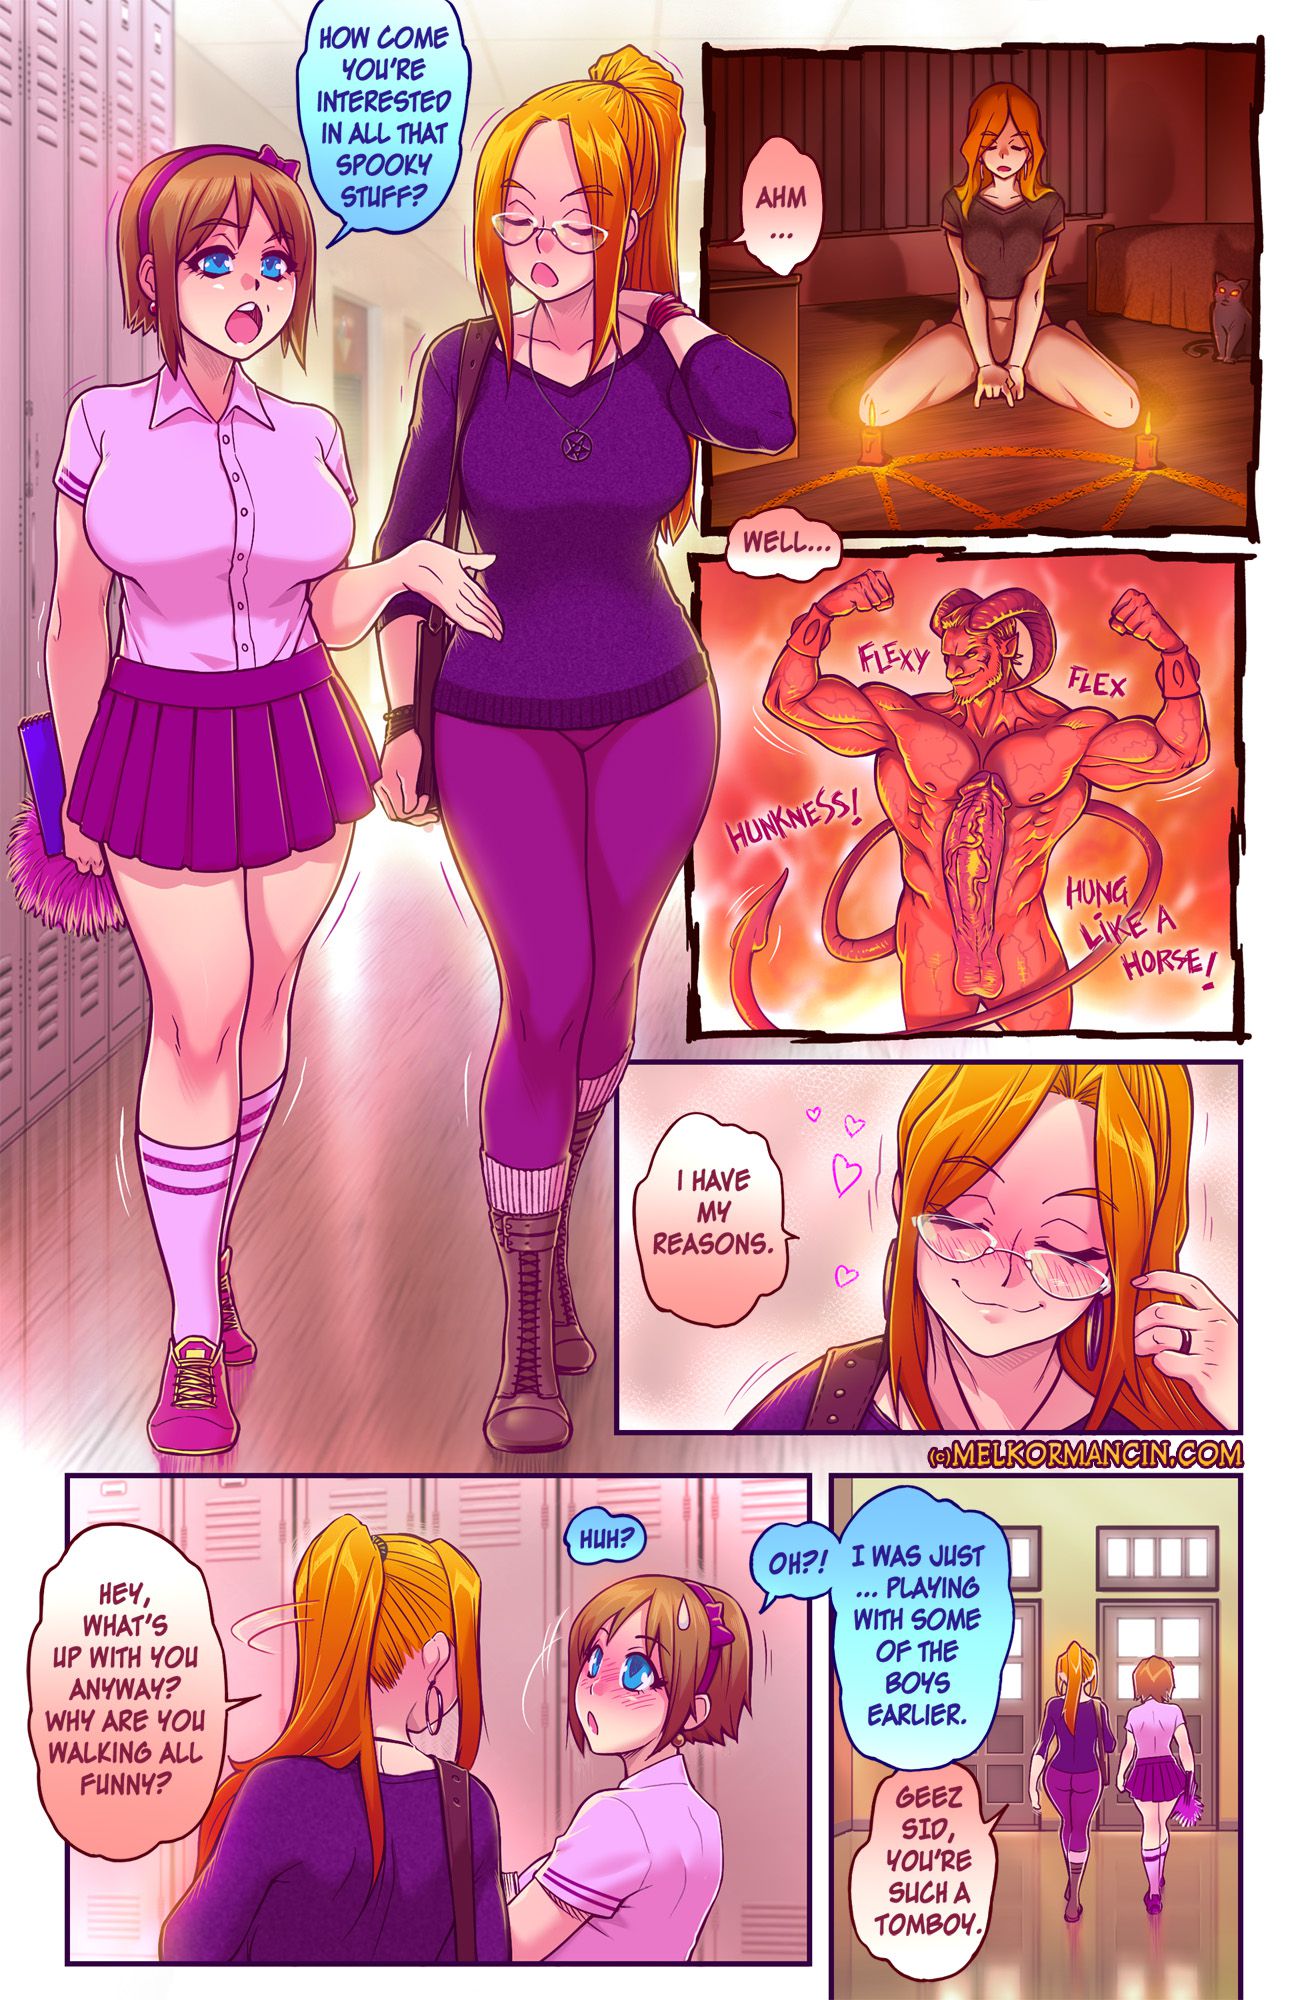 HOW COME
YOU'RE
INTERESTED
IN ALL THAT
SPOOKY
STUFF?
AHM
...
WELL...
FLEXY
FLEX
HUNKNESS!
HUNG
LIKE A
HORSE!
I HAVE
MY
REASONS.
(C)MELKORMANCIN.COM
HEY,
WHAT'S
UP WITH YOU
ANYWAY?
WHY ARE YOU
WALKING ALL
FUNNY?
HUH?
OH?!
I WAS JUST
... PLAYING
WITH SOME
OF THE
BOYS
EARLIER.
GEEZ
SID,
YOU'RE
SUCH A
TOMBOY.